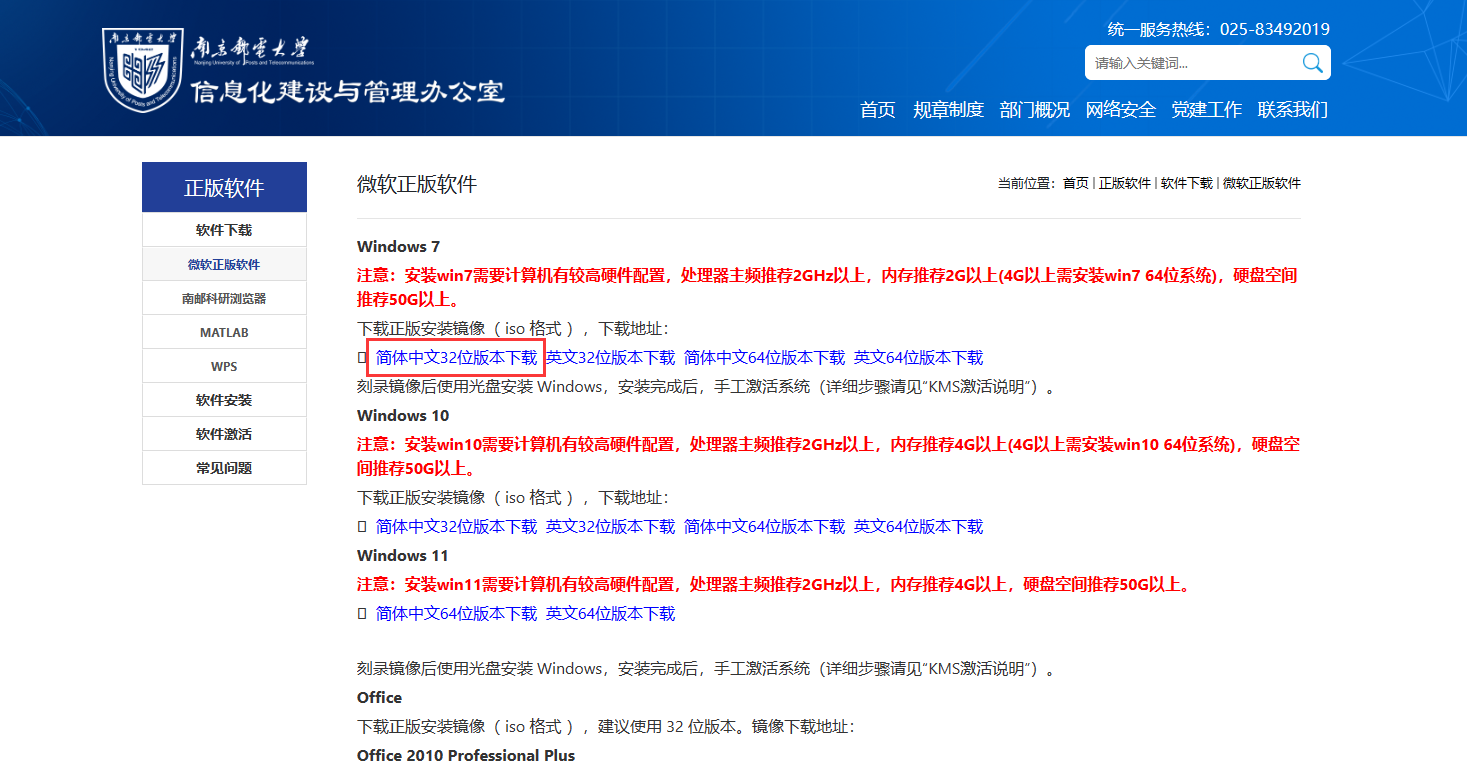 统一服务热线：025-83492019
南京邮电大学
Nanjing University of Posts and Telecommunications
南京邮电大学
Nanjing University of Posts and Telecommunications
信息化建设与管理办公室
请输入关键词...
首页 规章制度 部门概况 网络安全 党建工作 联系我们
正版软件
软件下载
微软正版软件
南邮科研浏览器
MATLAB
WPS
软件安装
软件激活
常见问题
微软正版软件
当前位置： 首页 | 正版软件 | 软件下载 | 微软正版软件
Windows 7
注意：安装win7需要计算机有较高硬件配置，处理器主频推荐2GHz以上，内存推荐2G以上(4G以上需安装win7 64位系统)，硬盘空间
推荐50G以上。
下载正版安装镜像（ iso 格式 ），下载地址：
简体中文32位版本下载 英文32位版本下载 简体中文64位版本下载 英文64位版本下载
刻录镜像后使用光盘安装 Windows，安装完成后，手工激活系统（详细步骤请见“KMS激活说明”）。
Windows 10
注意：安装win10需要计算机有较高硬件配置，处理器主频推荐2GHz以上，内存推荐4G以上(4G以上需安装win10 64位系统)，硬盘空
间推荐50G以上。
下载正版安装镜像（ iso 格式 ），下载地址：
简体中文32位版本下载 英文32位版本下载 简体中文64位版本下载 英文64位版本下载
Windows 11
注意：安装win11需要计算机有较高硬件配置，处理器主频推荐2GHz以上，内存推荐4G以上，硬盘空间推荐50G以上。
简体中文64位版本下载 英文64位版本下载
刻录镜像后使用光盘安装 Windows，安装完成后，手工激活系统（详细步骤请见“KMS激活说明”）。
Office
下载正版安装镜像（ iso 格式 ），建议使用 32 位版本。镜像下载地址：
Office 2010 Professional Plus